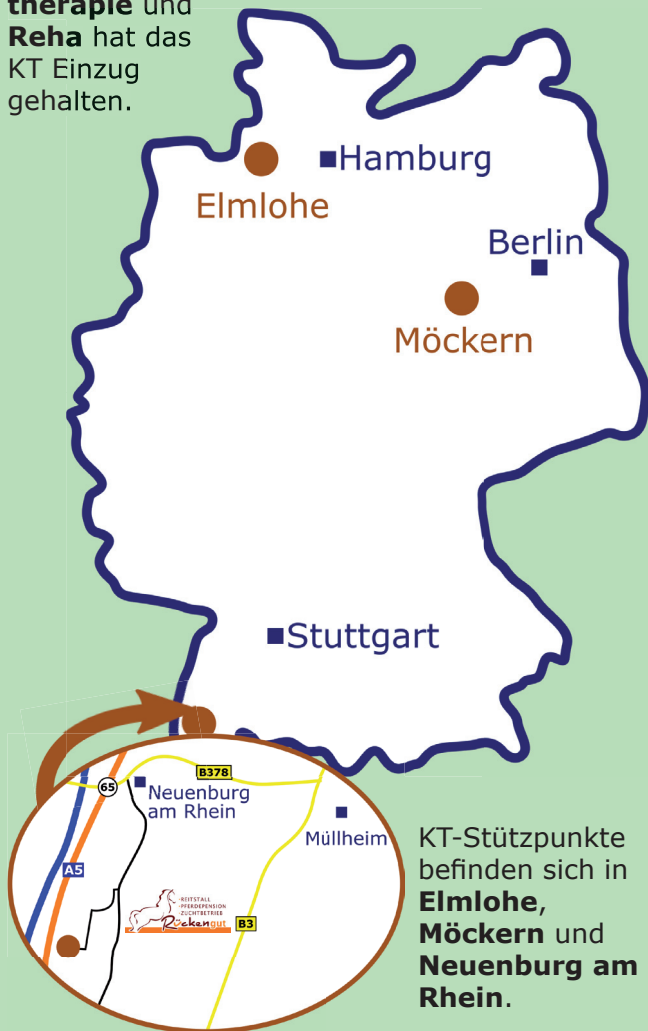 therapie und
Reha hat das
KT Einzug
gehalten.
Hamburg
Elmlohe
Berlin
Möckern
Stuttgart
B378
65
Neuenburg
am Rhein
Müllheim
A5
·REITSTALL
·PFERDEPENSION
·ZUCHTBETRIEB
Rückengut
B3
KT-Stützpunkte
befinden sich in
Elmlohe,
Möckern und
Neuenburg am
Rhein.